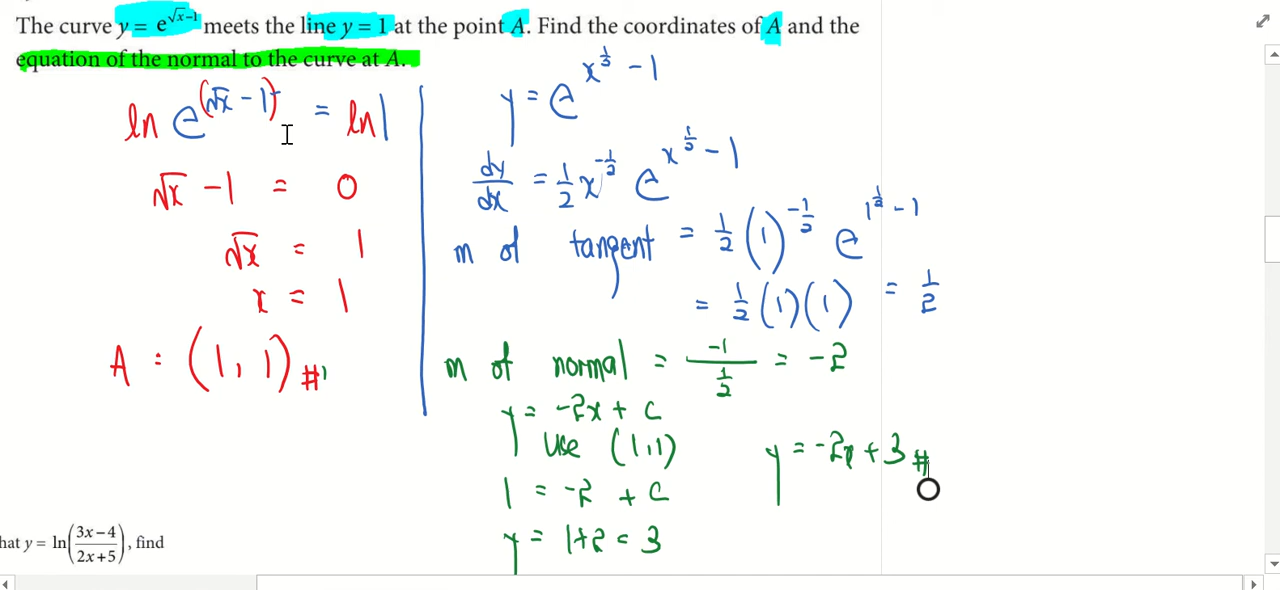 The curve y = e^(√x−1) meets the line y = 1 at the point A. Find the coordinates of A and the
equation of the normal to the curve at A.
ln e^(√x − 1) = ln 1
√x − 1 = 0
√x = 1
x = 1
A : (1, 1) #
y = e^(x^(1/2) − 1)
dy/dx = 1/2 x^(−1/2) e^(x^(1/2) − 1)
m of tangent = 1/2 (1)^(−1/2) e^(1^(1/2) − 1)
= 1/2 (1)(1) = 1/2
m of normal = −1/(1/2) = −2
y = −2x + c
use (1,1)
1 = −2 + c
y = 1+2 = 3
y = −2x + 3 #
hat y = ln((3x−4)/(2x+5)), find